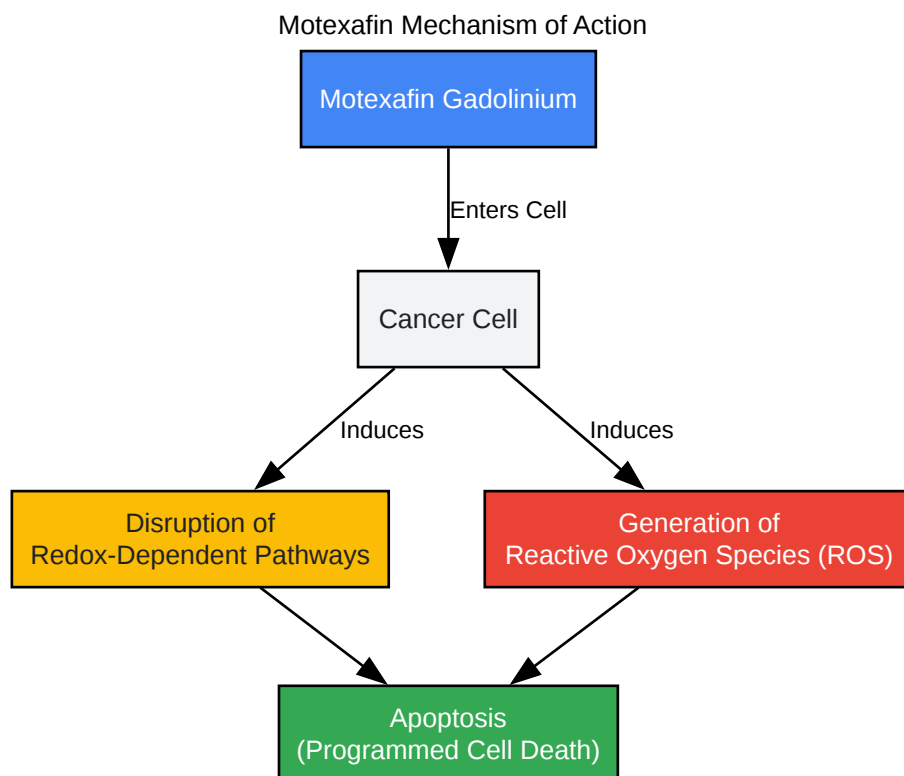 Motexafin Mechanism of Action
Motexafin Gadolinium
Enters Cell
Cancer Cell
Induces
Induces
Disruption of
Redox-Dependent Pathways
Generation of
Reactive Oxygen Species (ROS)
Apoptosis
(Programmed Cell Death)